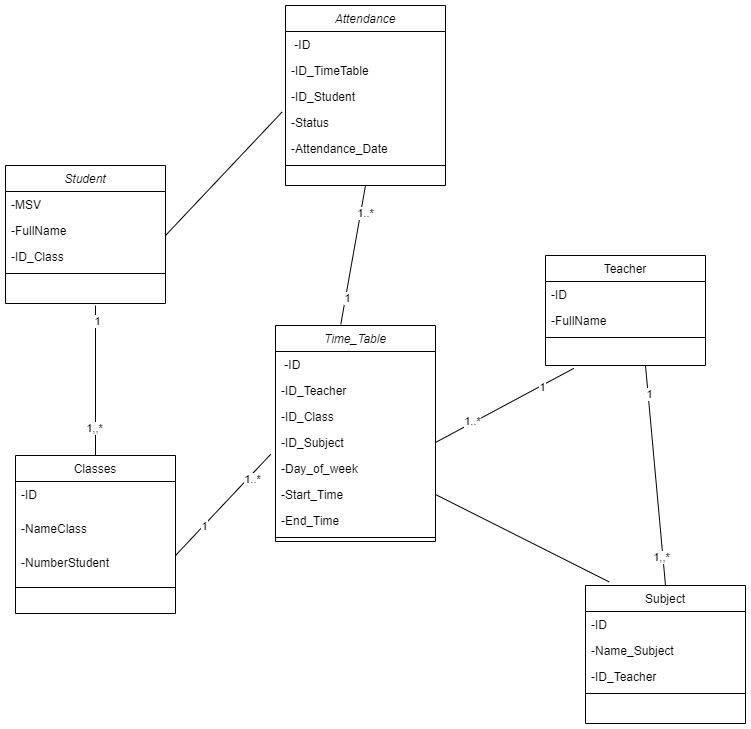 Attendance
-ID
-ID_TimeTable
-ID_Student
-Status
-Attendance_Date
Student
-MSV
-FullName
-ID_Class
1..*
1
1
1..*
Teacher
-ID
-FullName
Time_Table
-ID
-ID_Teacher
-ID_Class
-ID_Subject
-Day_of_week
-Start_Time
-End_Time
1
1..*
1
1..*
Classes
-ID
-NameClass
-NumberStudent
1..*
1
Subject
-ID
-Name_Subject
-ID_Teacher